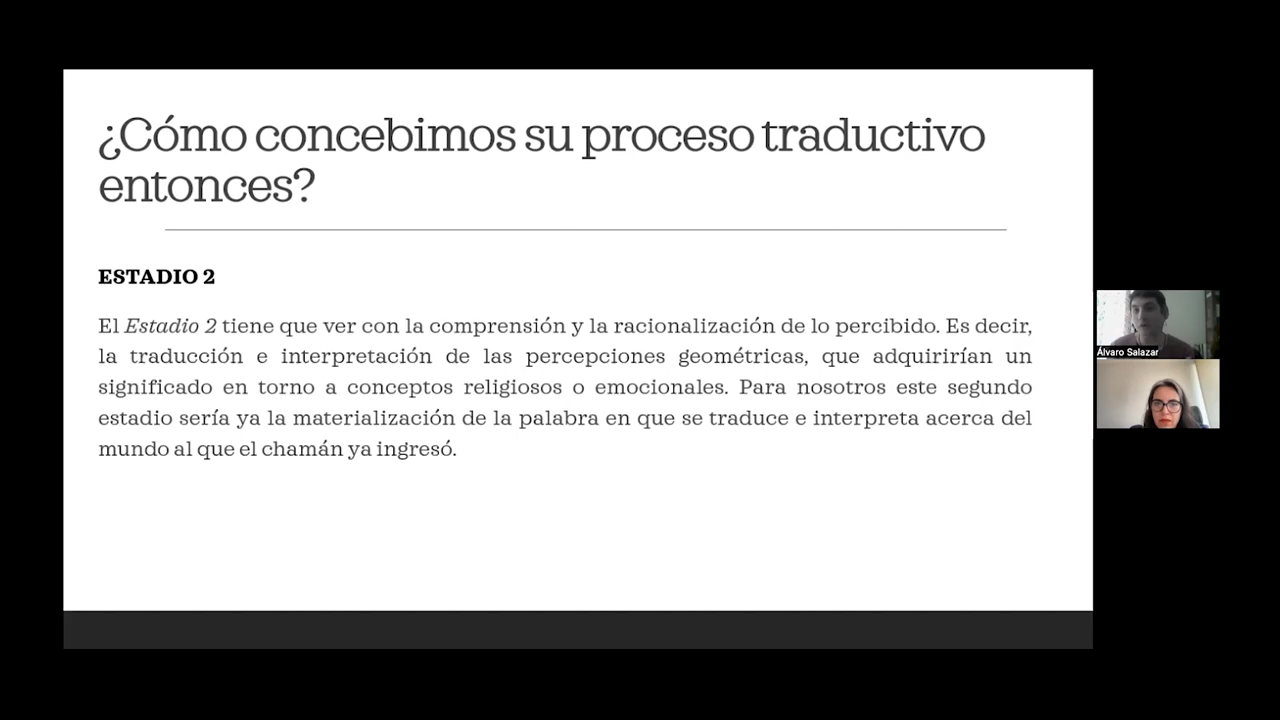 ¿Cómo concebimos su proceso traductivo
entonces?
ESTADIO 2
El Estadio 2 tiene que ver con la comprensión y la racionalización de lo percibido. Es decir,
la traducción e interpretación de las percepciones geométricas, que adquirirían un
significado en torno a conceptos religiosos o emocionales. Para nosotros este segundo
estadio sería ya la materialización de la palabra en que se traduce e interpreta acerca del
mundo al que el chamán ya ingresó.
Álvaro Salazar